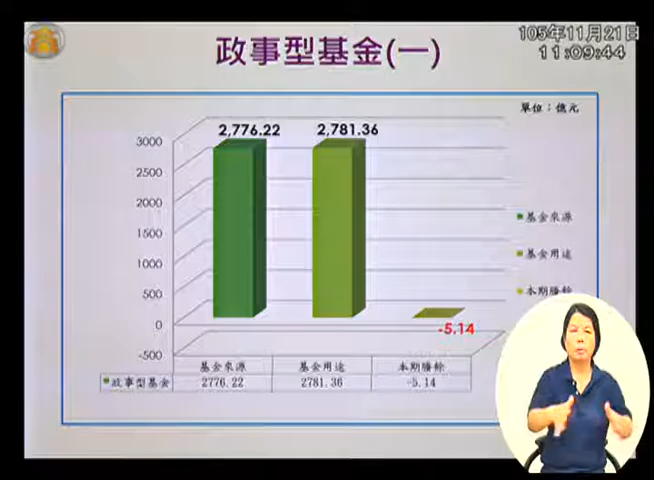 政事型基金(一)
105年11月21日
11:09:44
單位：億元
2,776.22
2,781.36
3000
2500
2000
1500
1000
500
0
-500
-5.14
基金來源
基金用途
本期賸餘
基金來源
基金用途
本期賸餘
政事型基金
2776.22
2781.36
-5.14